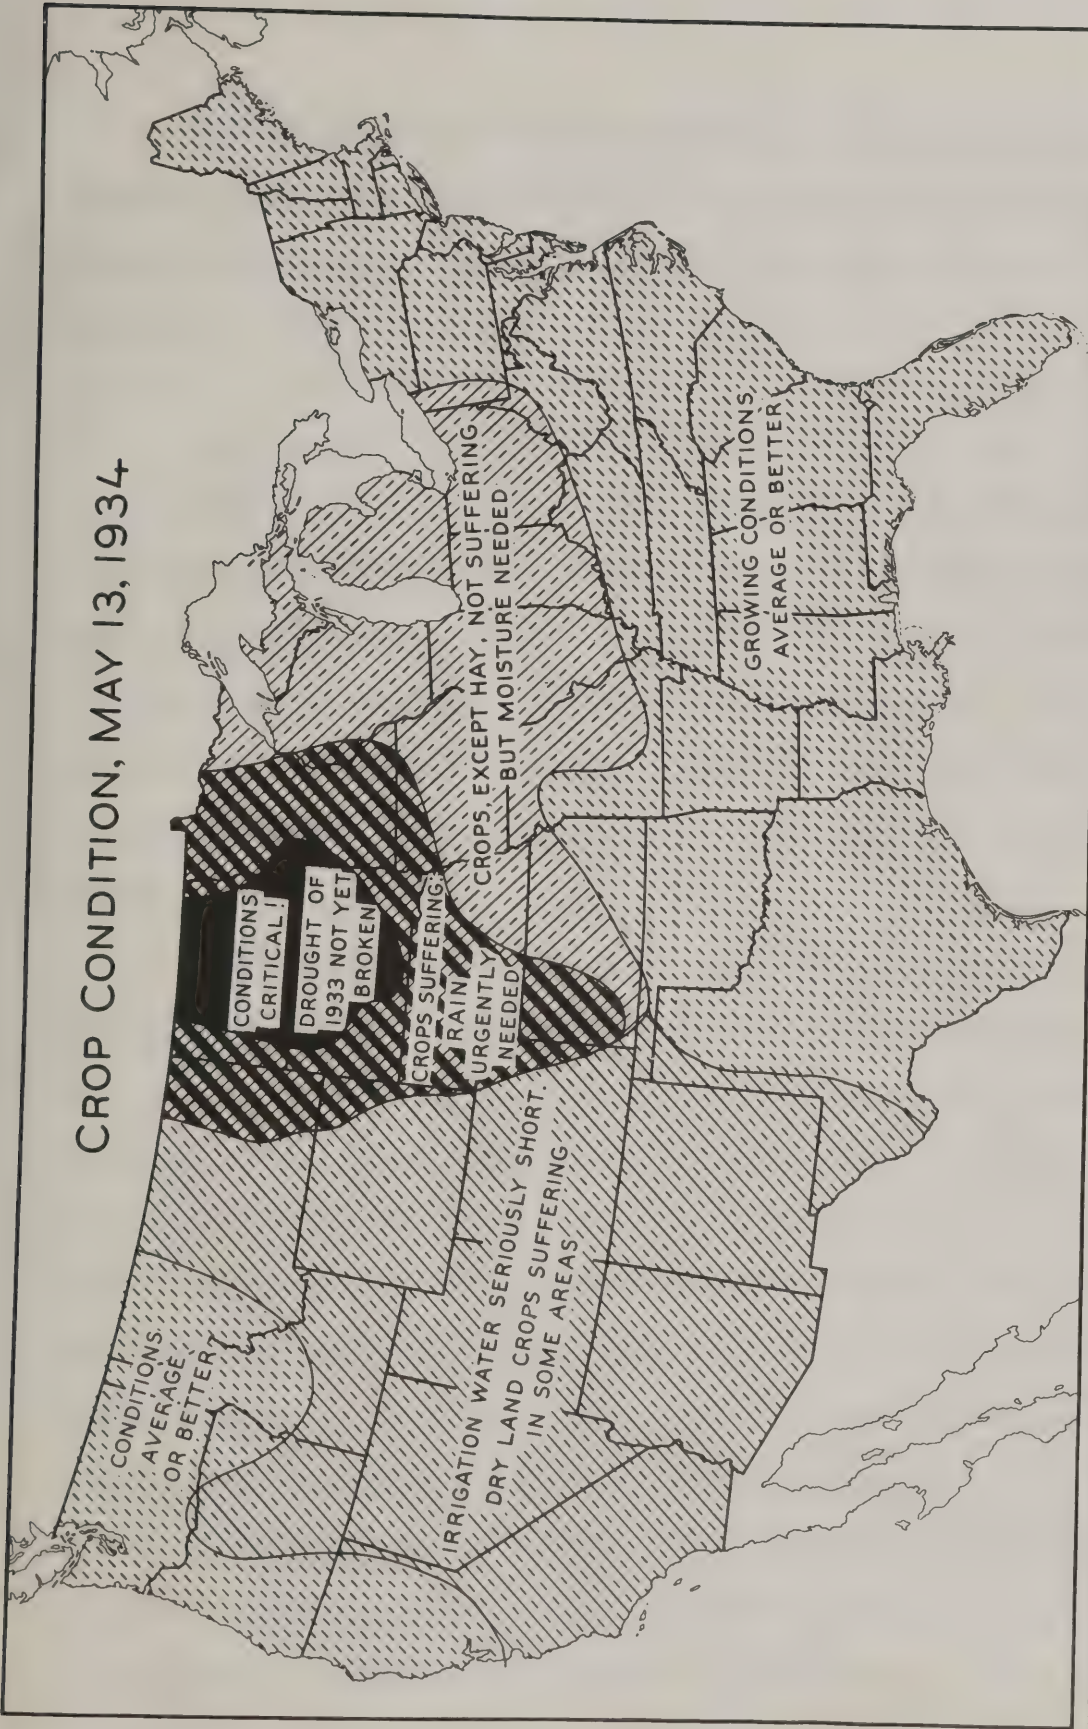 CROP CONDITION, MAY 13, 1934
CONDITIONS
AVERAGE
OR BETTER
CONDITIONS
CRITICAL!
DROUGHT OF
1933 NOT YET
BROKEN
CROPS SUFFERING:
RAIN
URGENTLY
NEEDED
CROPS, EXCEPT HAY, NOT SUFFERING
BUT MOISTURE NEEDED
IRRIGATION WATER SERIOUSLY SHORT.
DRY LAND CROPS SUFFERING
IN SOME AREAS
GROWING CONDITIONS
AVERAGE OR BETTER